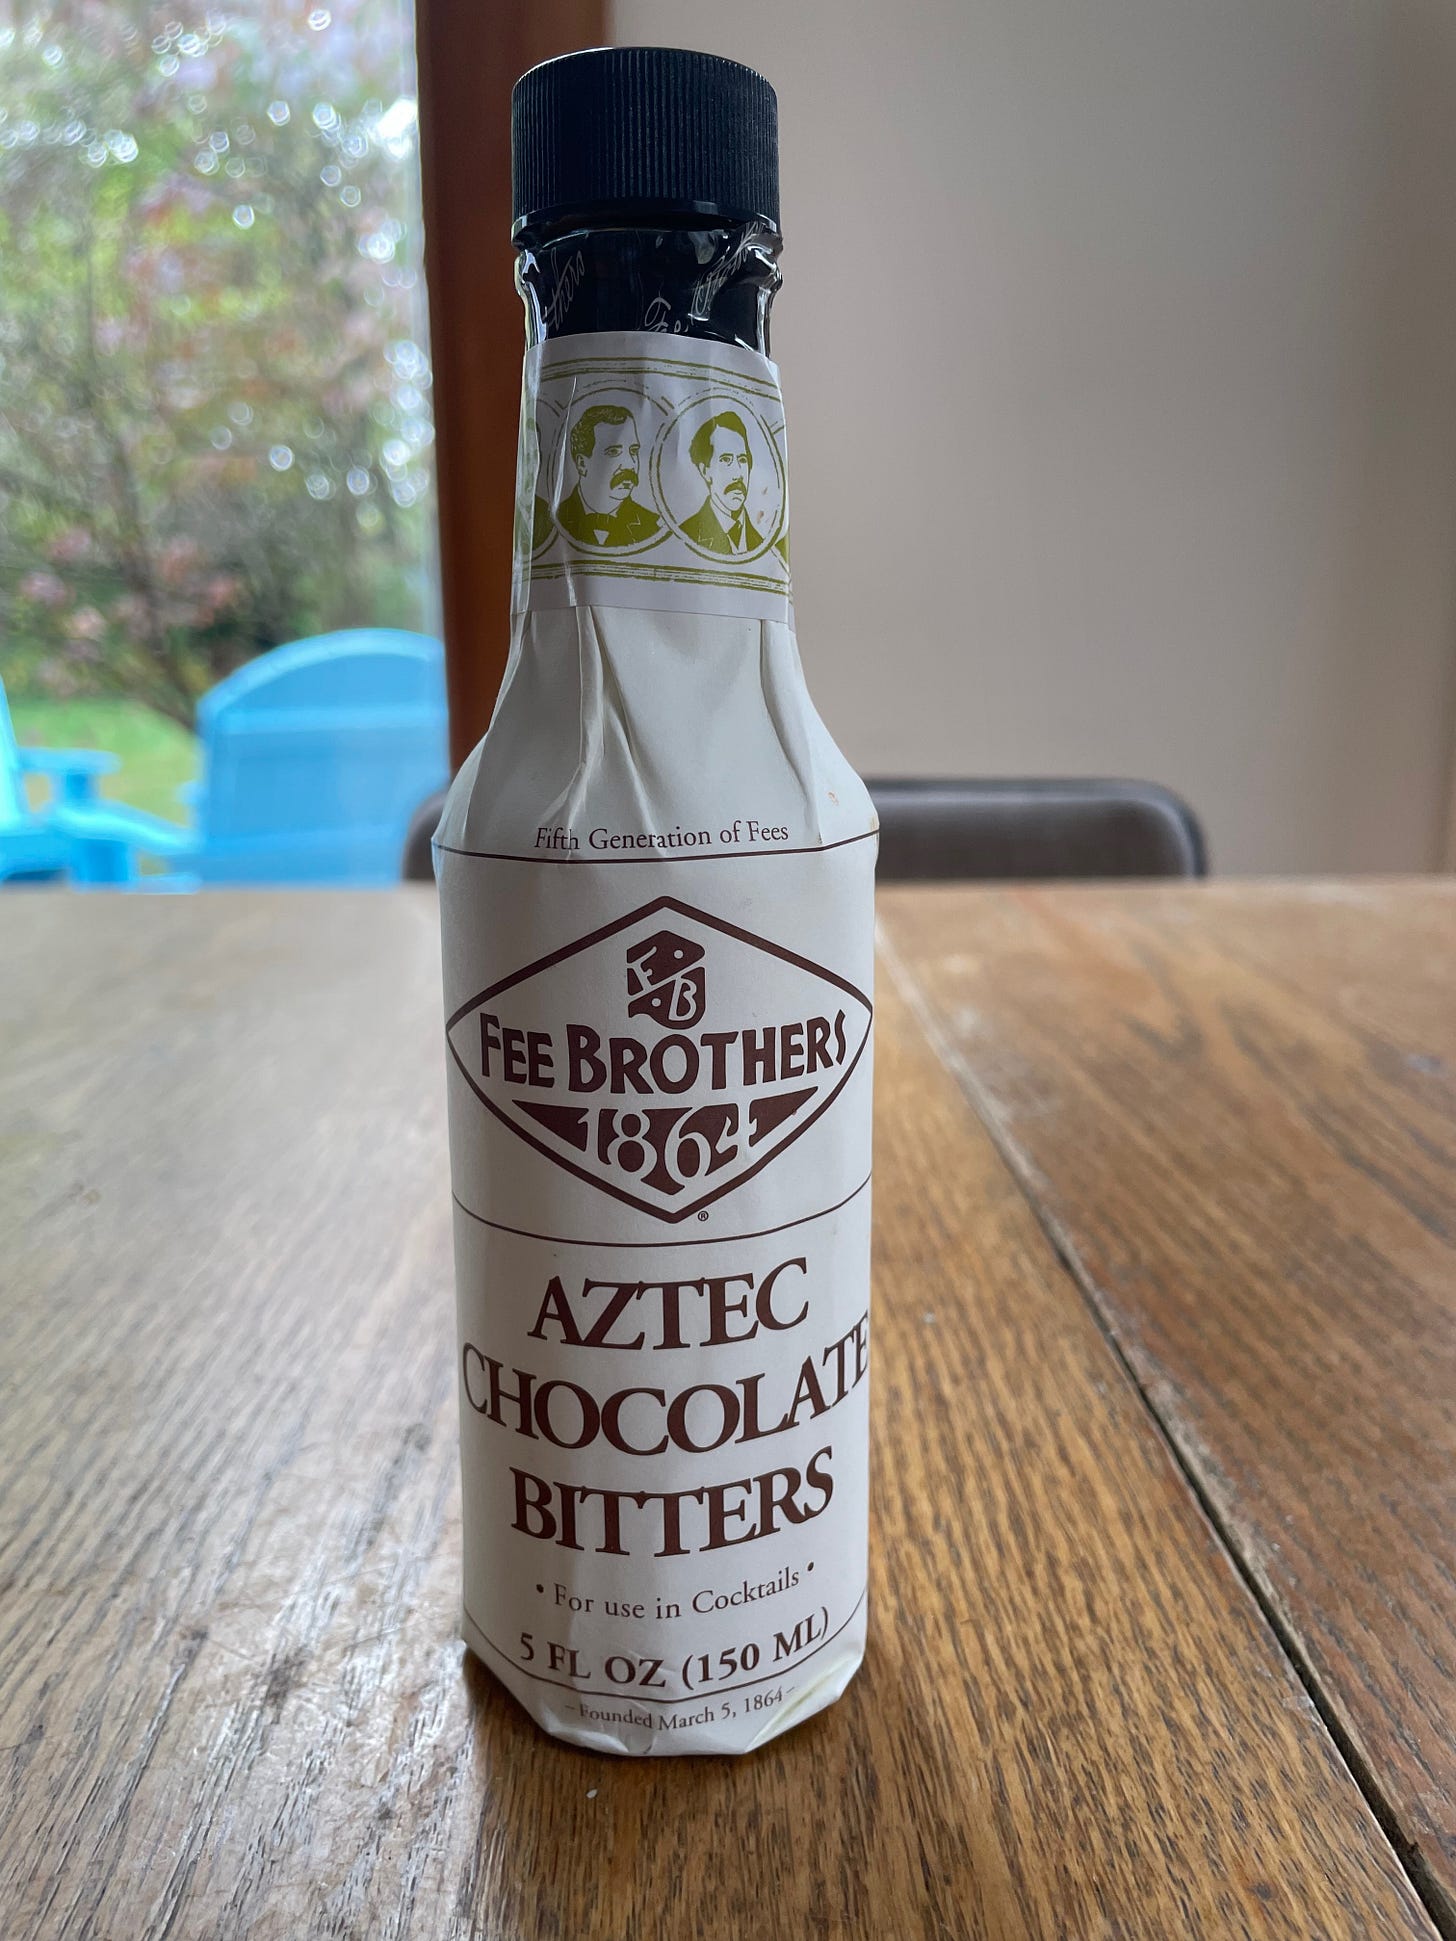 Fifth Generation of Fees
F B
FEE BROTHERS
1864
®
AZTEC
CHOCOLATE
BITTERS
• For use in Cocktails •
5 FL OZ (150 ML)
– Founded March 5, 1864 –